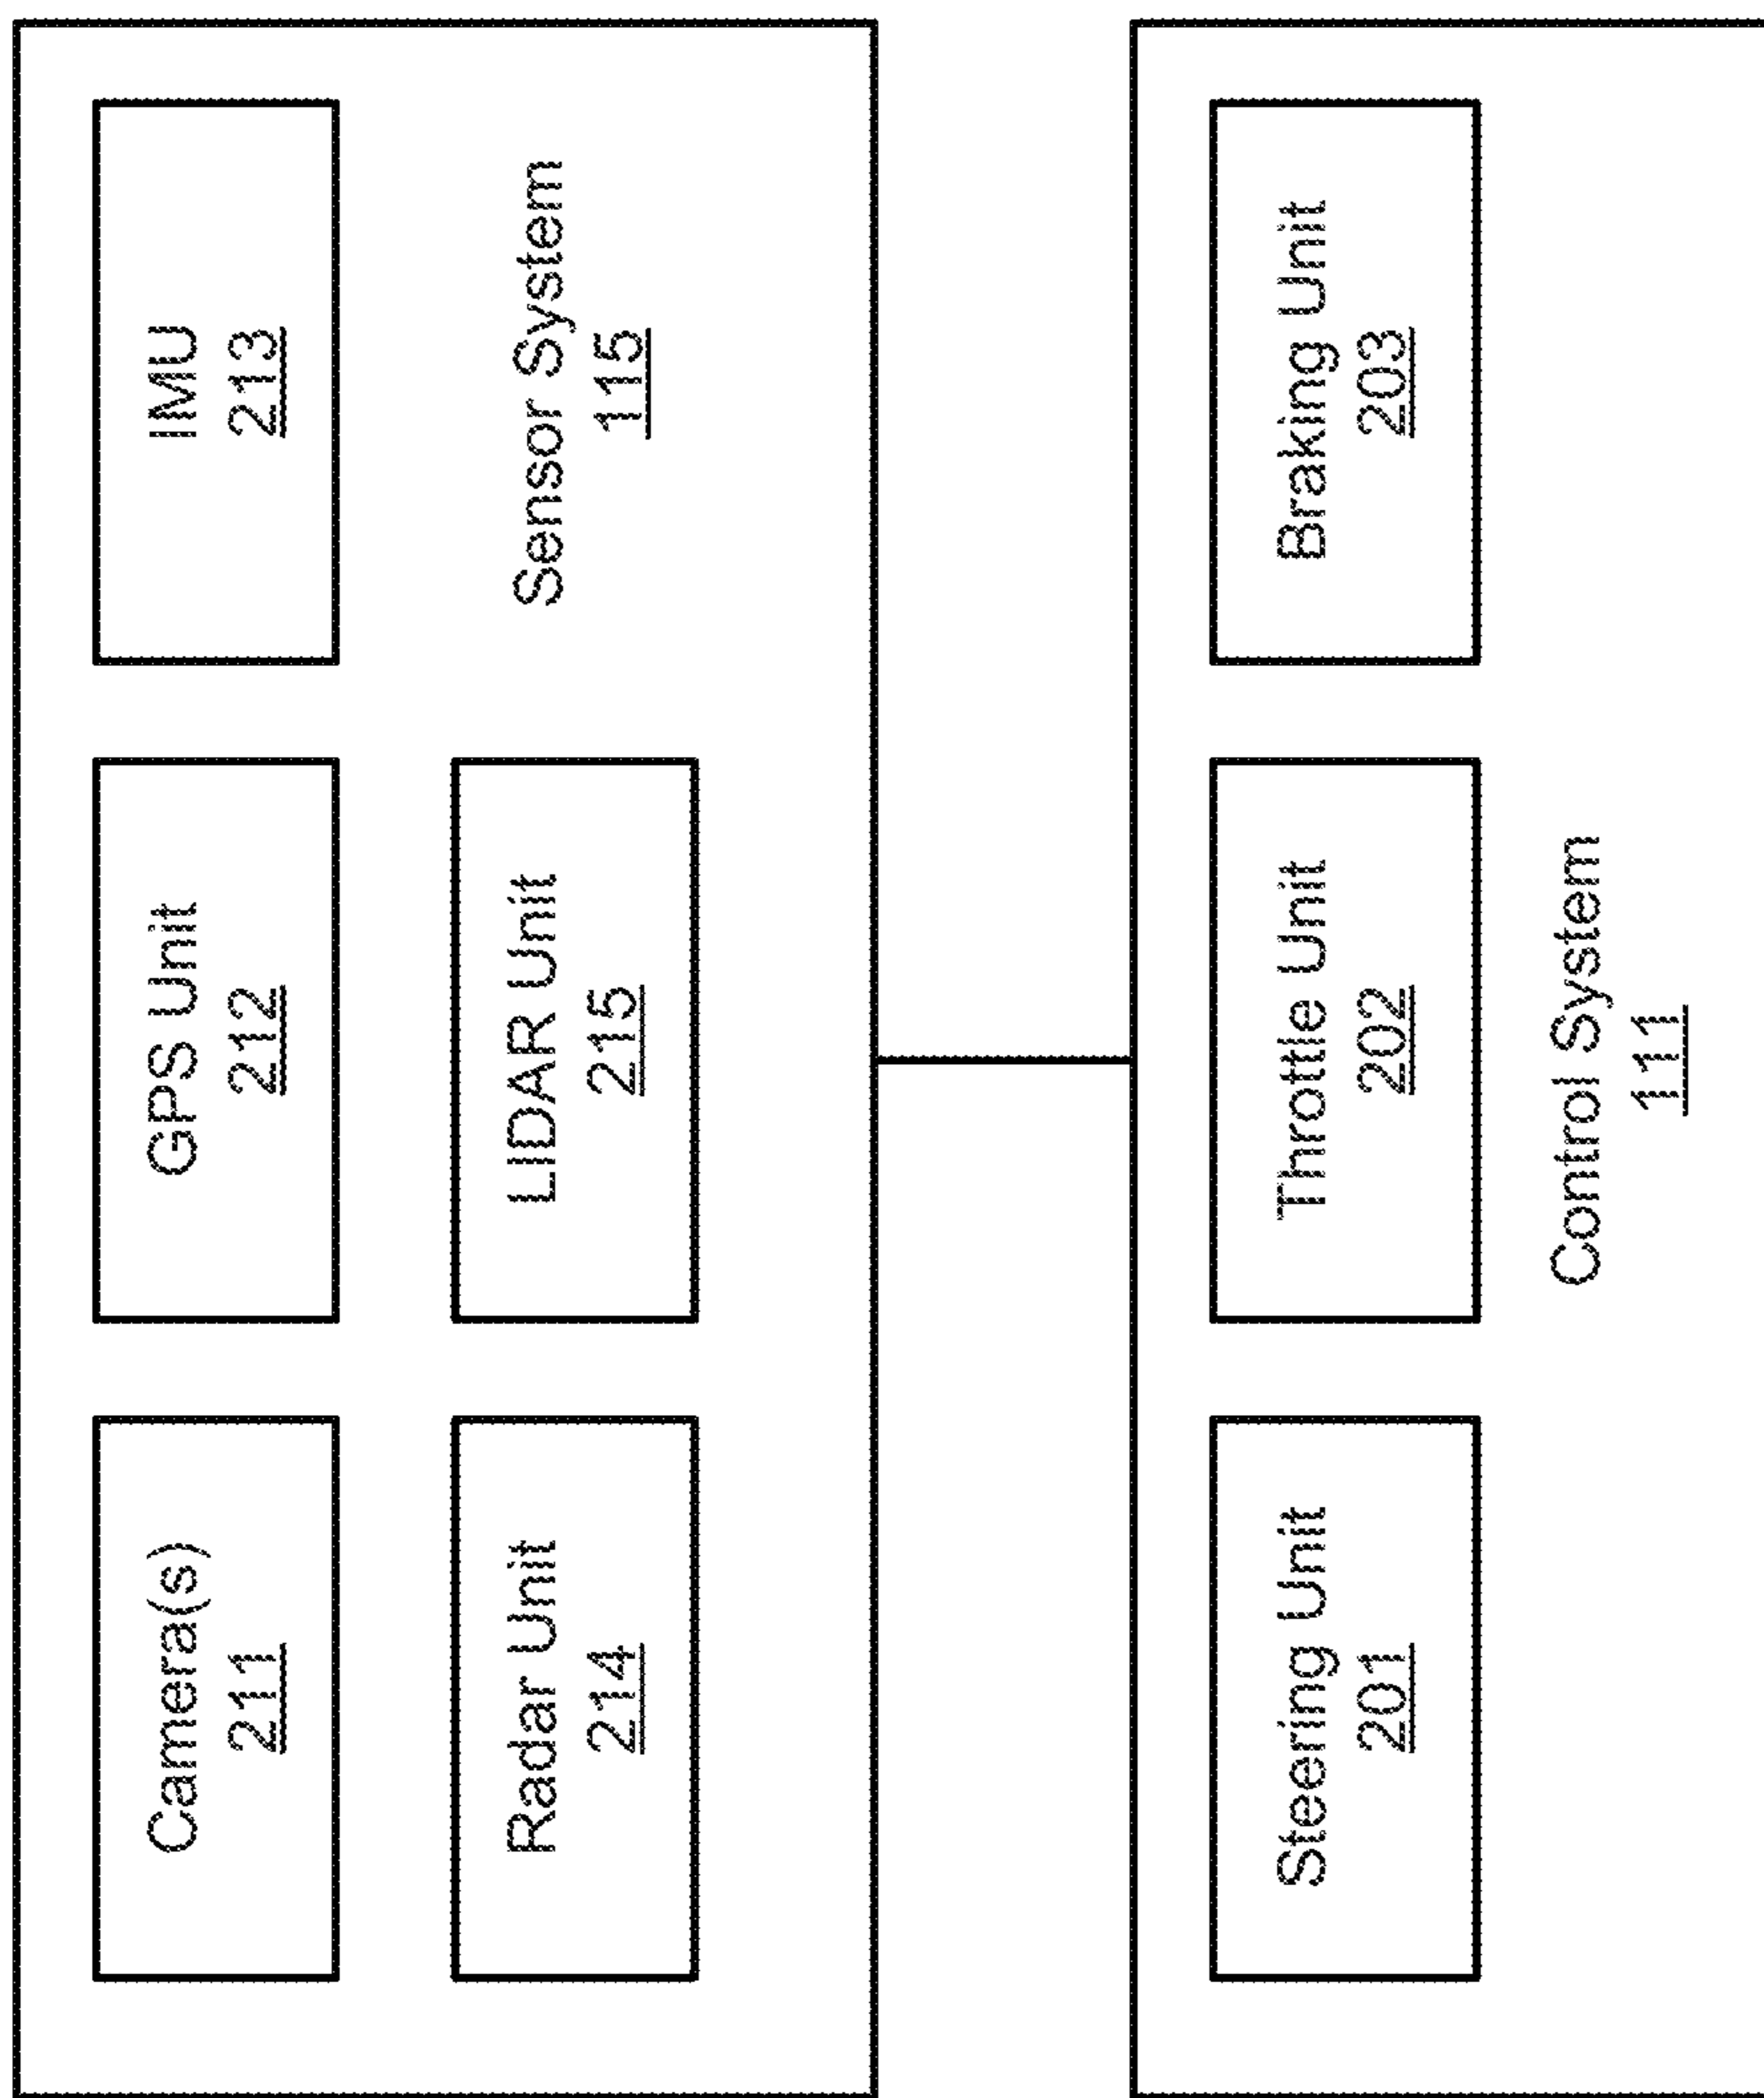 Camera(s)
211
GPS Unit
212
IMU
213
Radar Unit
214
LIDAR Unit
215
Sensor System
115
Steering Unit
201
Throttle Unit
202
Braking Unit
203
Control System
111